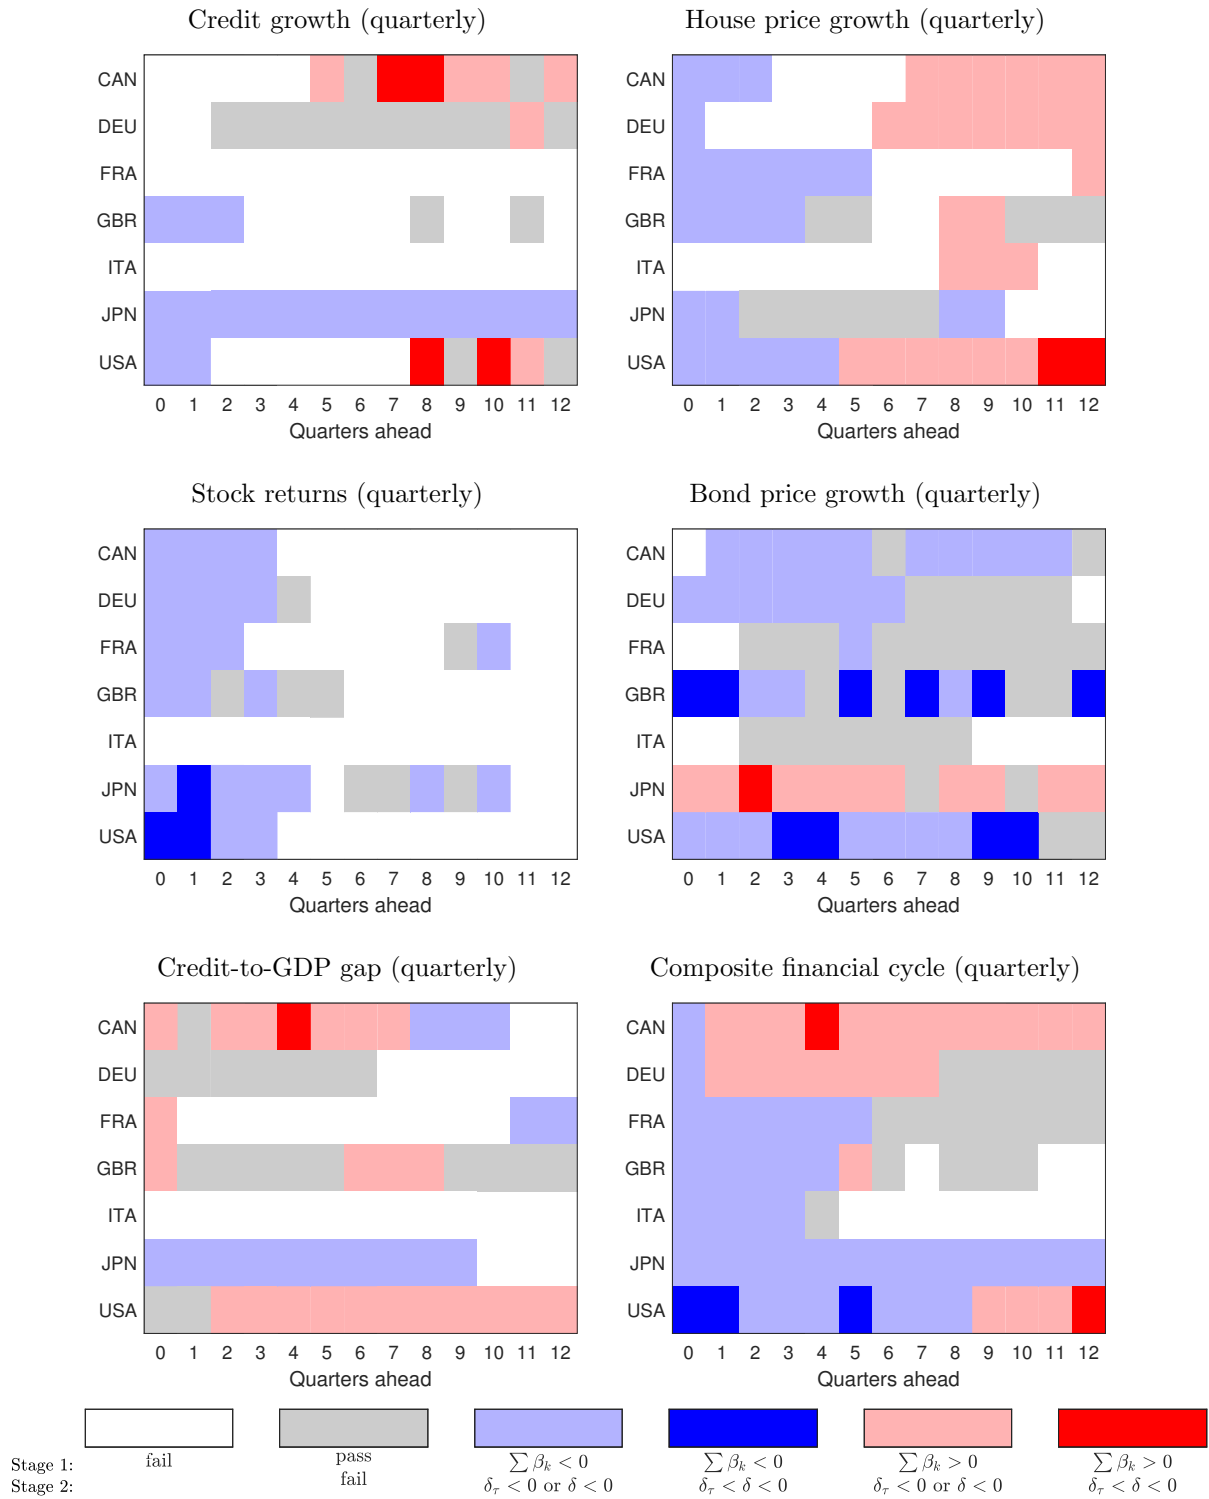 Credit growth (quarterly)
CAN
DEU
FRA
GBR
ITA
JPN
USA
0 1 2 3 4 5 6 7 8 9 10 11 12
Quarters ahead
House price growth (quarterly)
CAN
DEU
FRA
GBR
ITA
JPN
USA
0 1 2 3 4 5 6 7 8 9 10 11 12
Quarters ahead
Stock returns (quarterly)
CAN
DEU
FRA
GBR
ITA
JPN
USA
0 1 2 3 4 5 6 7 8 9 10 11 12
Quarters ahead
Bond price growth (quarterly)
CAN
DEU
FRA
GBR
ITA
JPN
USA
0 1 2 3 4 5 6 7 8 9 10 11 12
Quarters ahead
Credit-to-GDP gap (quarterly)
CAN
DEU
FRA
GBR
ITA
JPN
USA
0 1 2 3 4 5 6 7 8 9 10 11 12
Quarters ahead
Composite financial cycle (quarterly)
CAN
DEU
FRA
GBR
ITA
JPN
USA
0 1 2 3 4 5 6 7 8 9 10 11 12
Quarters ahead
Stage 1: fail pass ∑ β_k < 0 ∑ β_k < 0 ∑ β_k > 0 ∑ β_k > 0
Stage 2: fail δ_τ < 0 or δ < 0 δ_τ < δ < 0 δ_τ < 0 or δ < 0 δ_τ < δ < 0